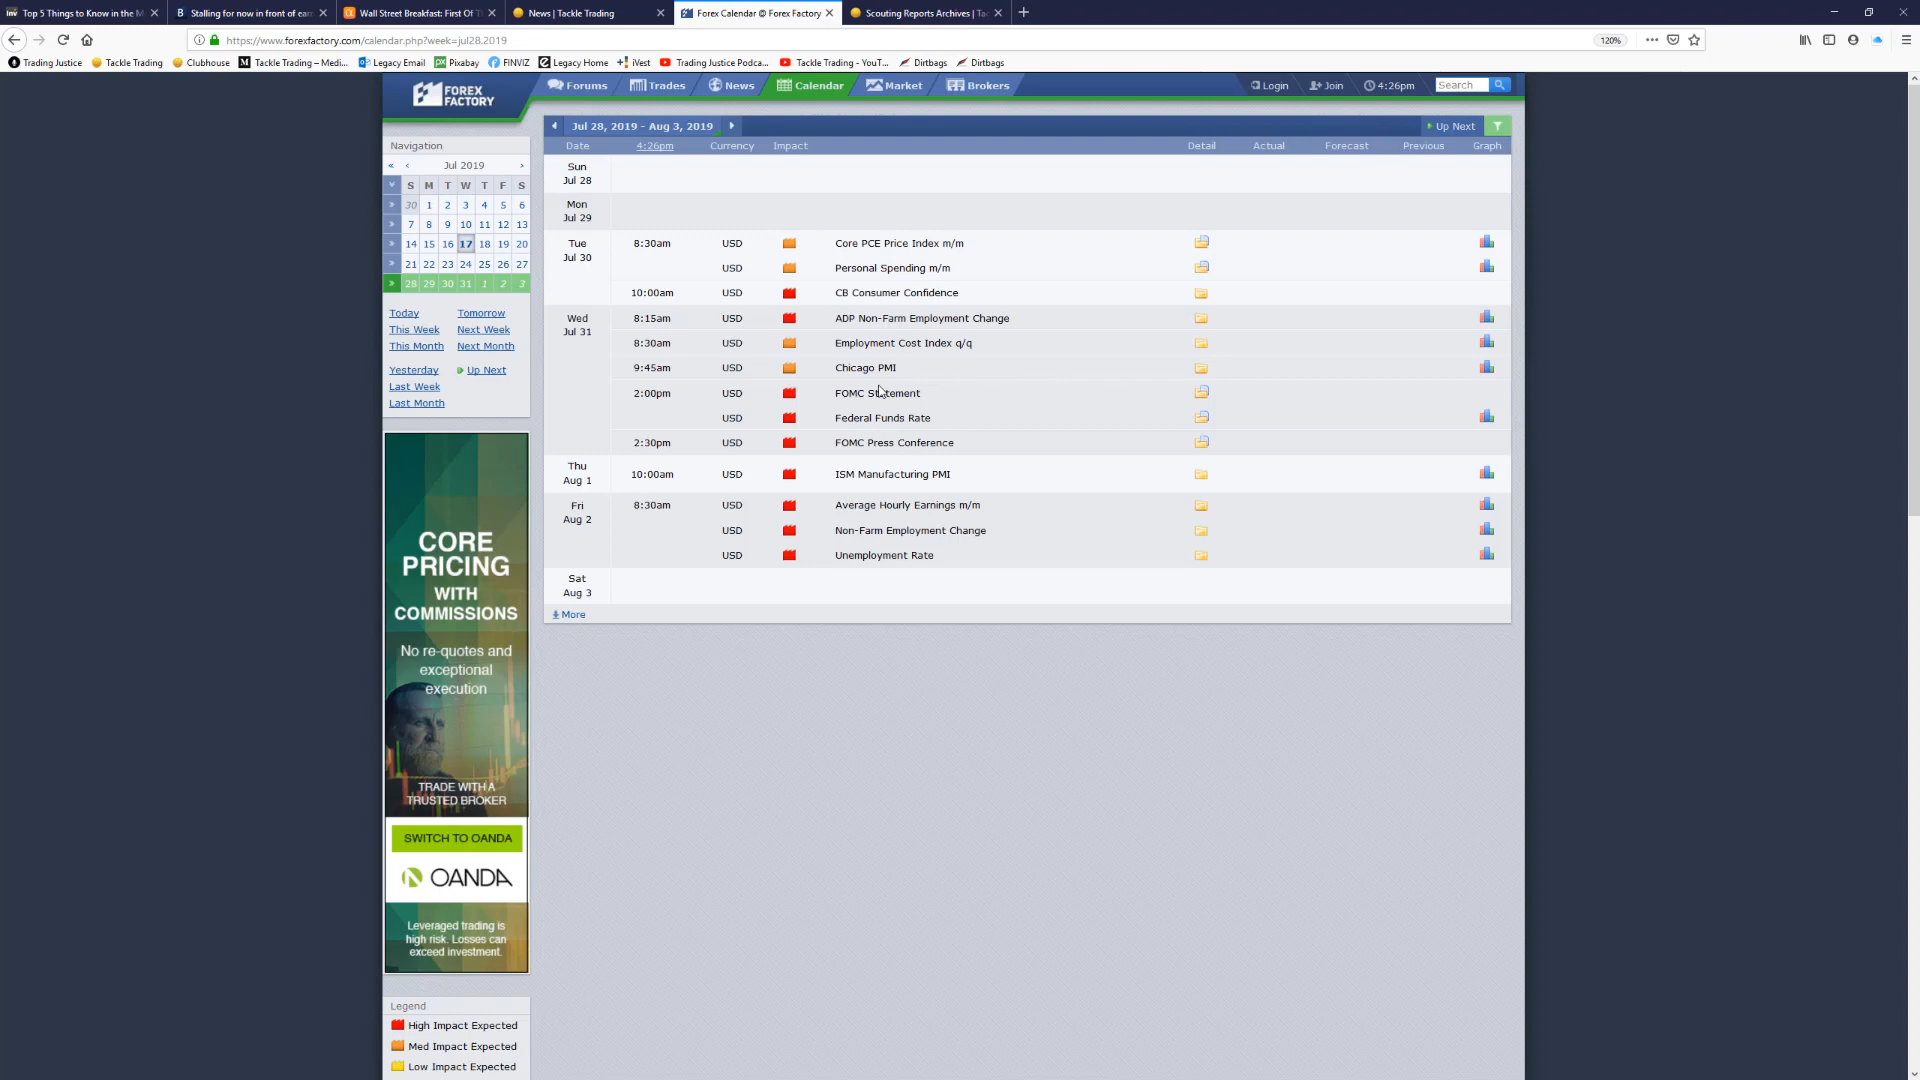 Top 5 Things to Know in the M
Stalling for now in front of ear
Wall Street Breakfast: First Of T
News | Tackle Trading
Forex Calendar @ Forex Factory
Scouting Reports Archives | Ta
https://www.forexfactory.com/calendar.php?week=jul28.2019
120%
Trading Justice
Tackle Trading
Clubhouse
Tackle Trading – Medi...
Legacy Email
Pixabay
FINVIZ
Legacy Home
iVest
Trading Justice Podca...
Tackle Trading - YouT...
Dirtbags
Dirtbags
FOREX
FACTORY
Forums
Trades
News
Calendar
Market
Brokers
Login
Join
4:26pm
Search
Navigation
« ‹ Jul 2019 ›
S M T W T F S
30 1 2 3 4 5 6
7 8 9 10 11 12 13
14 15 16 17 18 19 20
21 22 23 24 25 26 27
28 29 30 31 1 2 3
Today Tomorrow
This Week Next Week
This Month Next Month
Yesterday Up Next
Last Week
Last Month
Jul 28, 2019 - Aug 3, 2019
Up Next
Date 4:26pm Currency Impact Detail Actual Forecast Previous Graph
Sun
Jul 28
Mon
Jul 29
Tue
Jul 30
8:30am USD Core PCE Price Index m/m
USD Personal Spending m/m
10:00am USD CB Consumer Confidence
Wed
Jul 31
8:15am USD ADP Non-Farm Employment Change
8:30am USD Employment Cost Index q/q
9:45am USD Chicago PMI
2:00pm USD FOMC Statement
USD Federal Funds Rate
2:30pm USD FOMC Press Conference
Thu
Aug 1
10:00am USD ISM Manufacturing PMI
Fri
Aug 2
8:30am USD Average Hourly Earnings m/m
USD Non-Farm Employment Change
USD Unemployment Rate
Sat
Aug 3
More
CORE
PRICING
WITH
COMMISSIONS
No re-quotes and
exceptional
execution
TRADE WITH A
TRUSTED BROKER
SWITCH TO OANDA
OANDA
Leveraged trading is
high risk. Losses can
exceed investment.
Legend
High Impact Expected
Med Impact Expected
Low Impact Expected